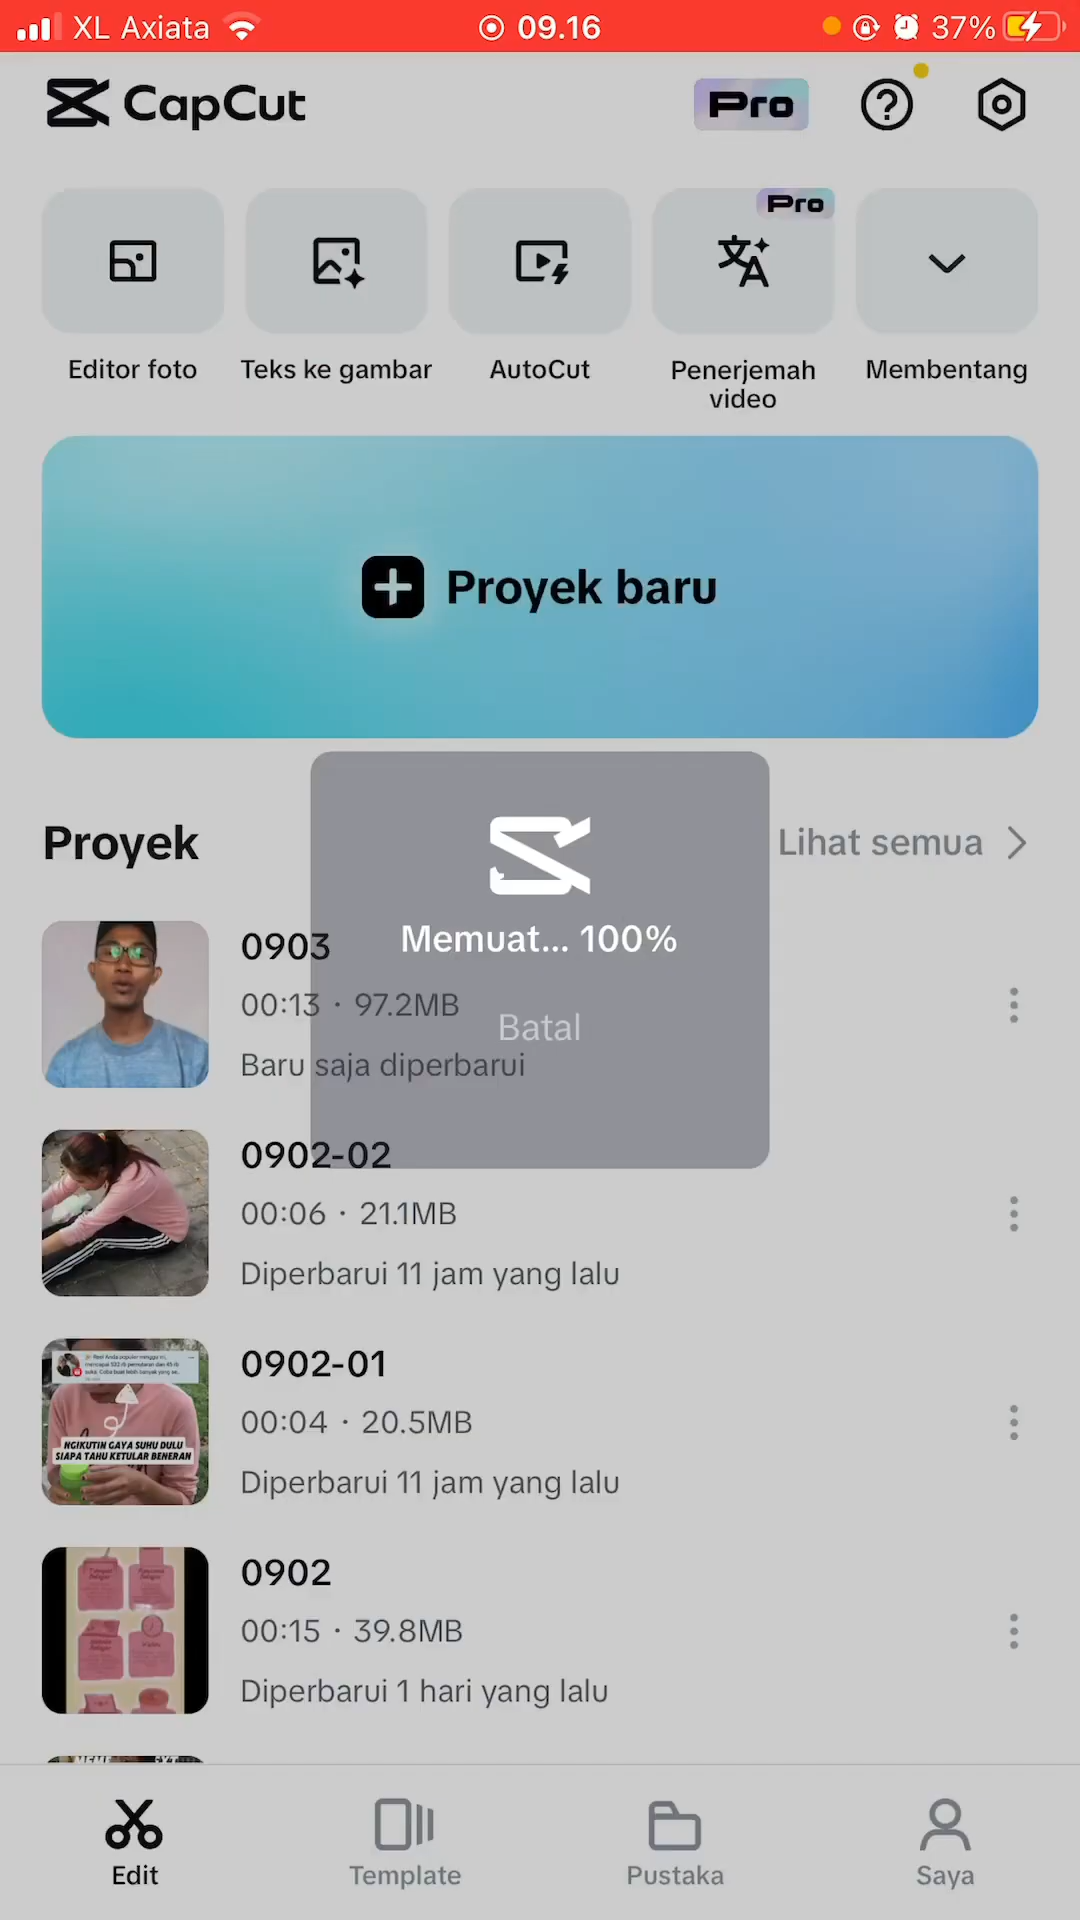 XL Axiata 09.16 37%
CapCut Pro
Pro
Editor foto
Teks ke gambar
AutoCut
Penerjemah video
Membentang
Proyek baru
Proyek
Lihat semua
Memuat... 100%
Batal
0903
00:13 · 97.2MB
Baru saja diperbarui
0902-02
00:06 · 21.1MB
Diperbarui 11 jam yang lalu
0902-01
00:04 · 20.5MB
Diperbarui 11 jam yang lalu
NGIKUTIN GAYA SUHU DULU
SIAPA TAHU KETULAR BENERAN
0902
00:15 · 39.8MB
Diperbarui 1 hari yang lalu
Edit
Template
Pustaka
Saya